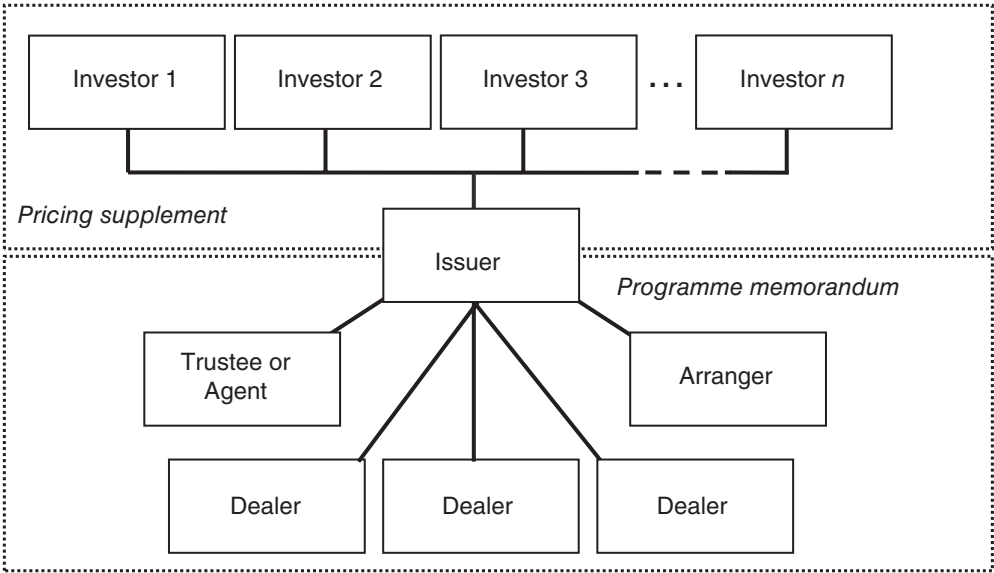 Investor 1
Investor 2
Investor 3
...
Investor n
Pricing supplement
Issuer
Programme memorandum
Trustee or
Agent
Arranger
Dealer
Dealer
Dealer